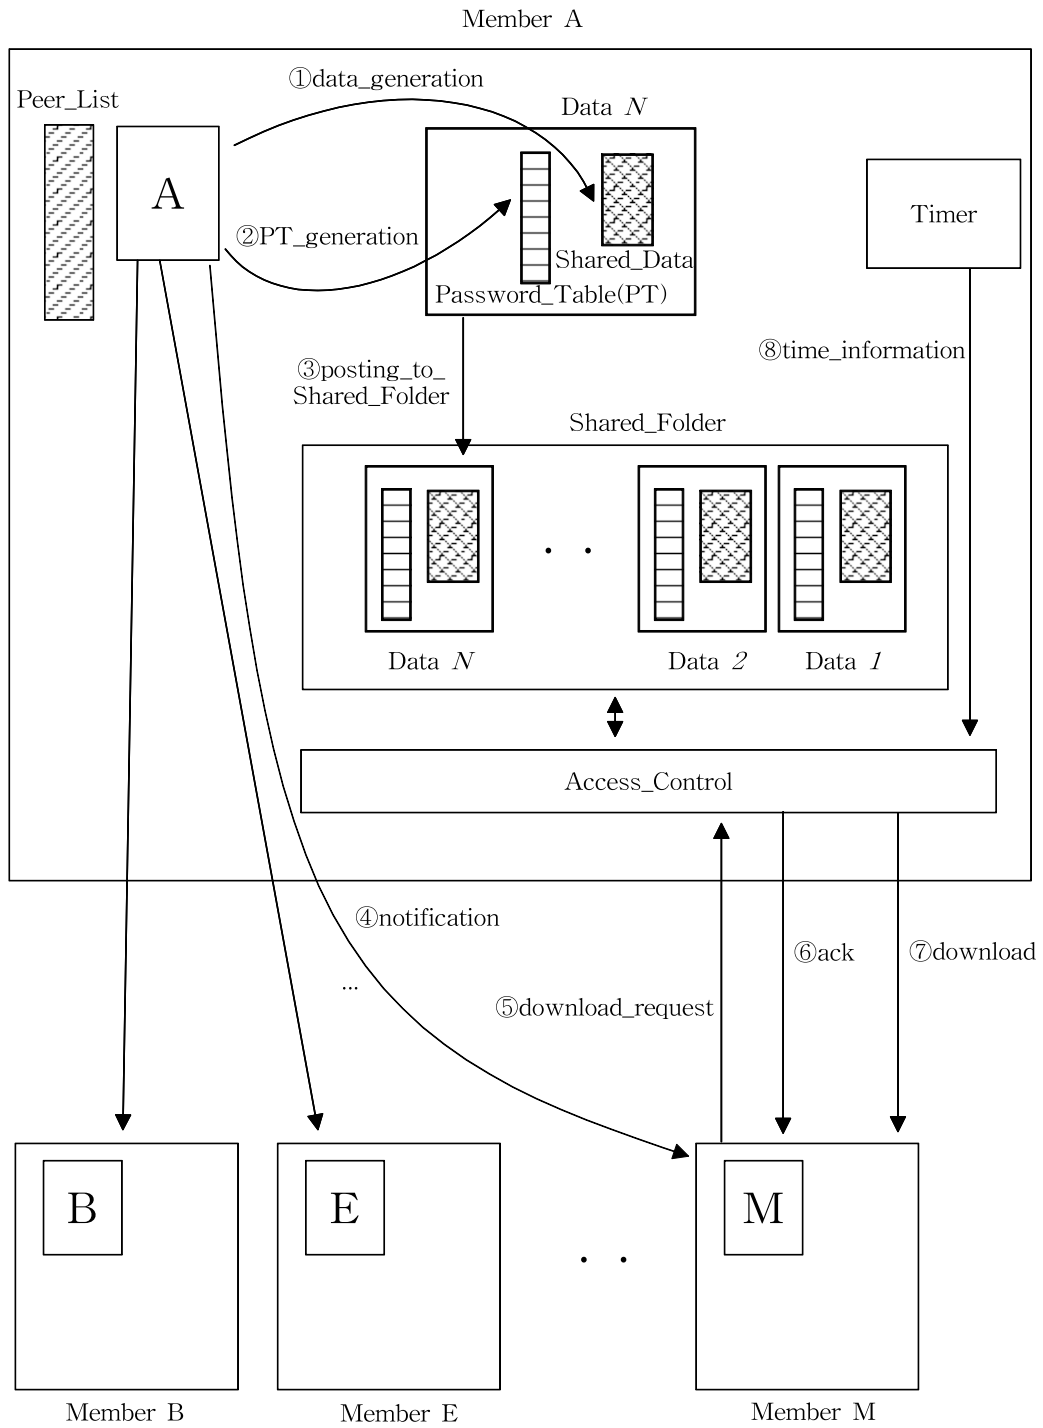 Member A
①data_generation
Peer_List
Data N
A
Timer
②PT_generation
Shared_Data
Password_Table(PT)
⑧time_information
③posting_to_
Shared_Folder
Shared_Folder
. .
Data N
Data 2
Data 1
Access_Control
④notification
⑥ack
⑦download
...
⑤download_request
B
E
M
. .
Member B
Member E
Member M